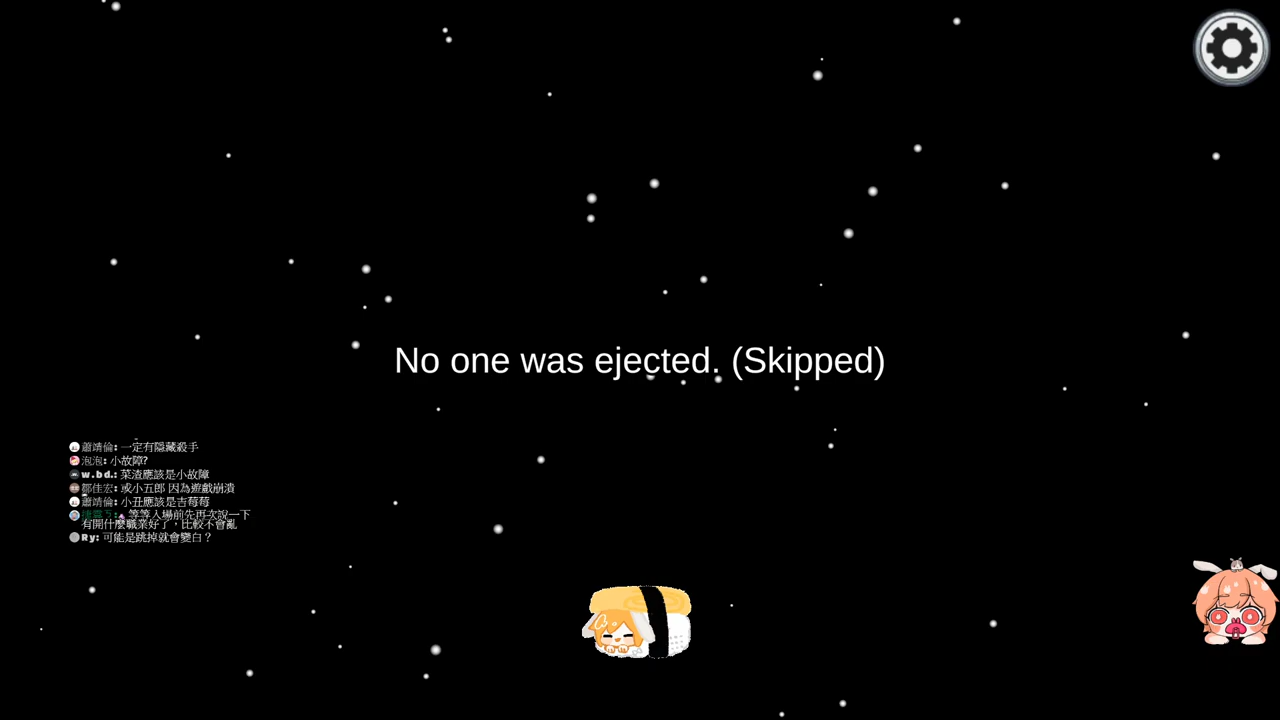 No one was ejected. (Skipped)
蕭靖倫: 一定有隱藏殺手
泡泡: 小故障?
w.b.d.: 菜渣應該是小故障
鄒佳宏: 或小五郎 因為遊戲崩潰
蕭靖倫: 小丑應該是吉莓莓
等等入場前先再次說一下
有開什麼職業好了，比較不會亂
Ry: 可能是跳掉就會變白？